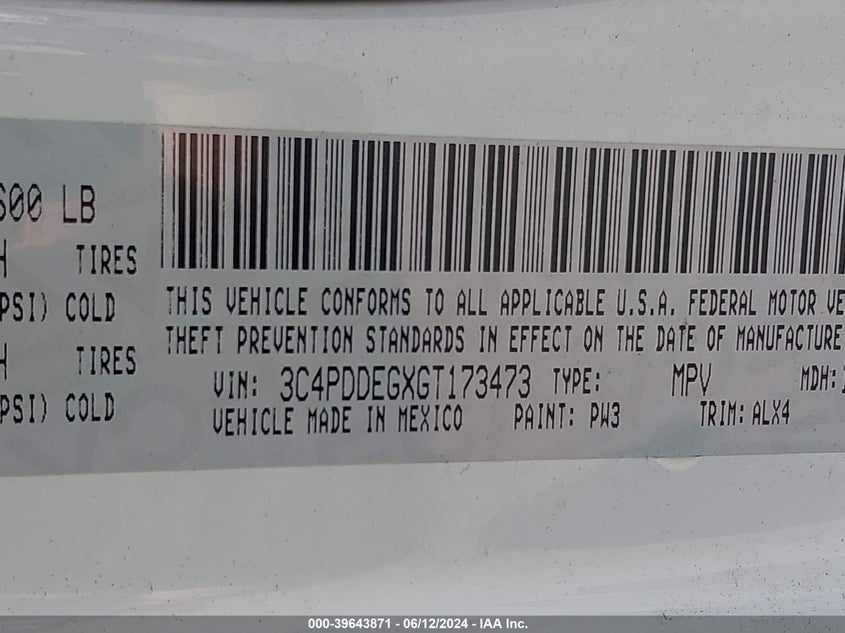 600 LB
TIRES
PSI) COLD
TIRES
PSI) COLD
THIS VEHICLE CONFORMS TO ALL APPLICABLE U.S.A. FEDERAL MOTOR VE
THEFT PREVENTION STANDARDS IN EFFECT ON THE DATE OF MANUFACTURE
VIN: 3C4PDDEGXGT173473 TYPE: MPV MDH:
VEHICLE MADE IN MEXICO PAINT: PW3 TRIM: ALX4
000-39643871 - 06/12/2024 - IAA Inc.